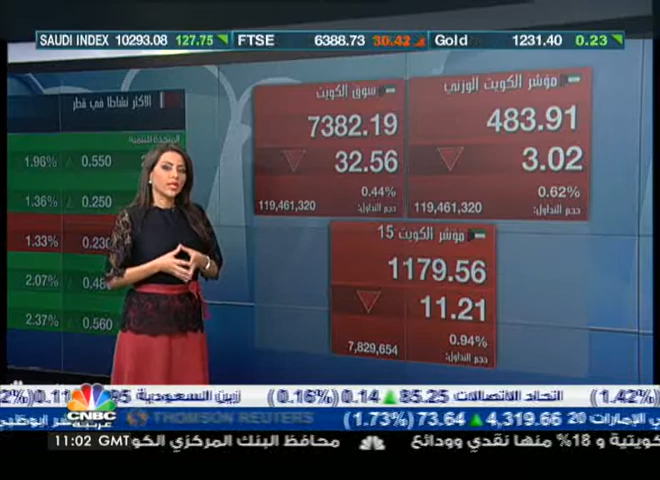 SAUDI INDEX 10293.08 127.75 FTSE 6388.73 30.42 Gold 1231.40 0.23
الأكثر نشاطا في قطر
المتحدة للتنمية
1.96% 0.550
1.36% 0.250
1.33% 0.230
2.07% 0.48
2.37% 0.560
سوق الكويت
7382.19
32.56
0.44%
119,461,320 حجم التداول:
مؤشر الكويت الوزني
483.91
3.02
0.62%
119,461,320 حجم التداول:
مؤشر الكويت 15
1179.56
11.21
0.94%
7,829,654 حجم التداول:
زين السعودية (0.16%) 0.14 85.25 اتحاد الاتصالات (1.42%)
THOMSON REUTERS (1.73%) 73.64 4,319.66 الإمارات 20
CNBC
عربية
11:02 GMT محافظ البنك المركزي الكو كويتية و 18% منها نقدي وودائع